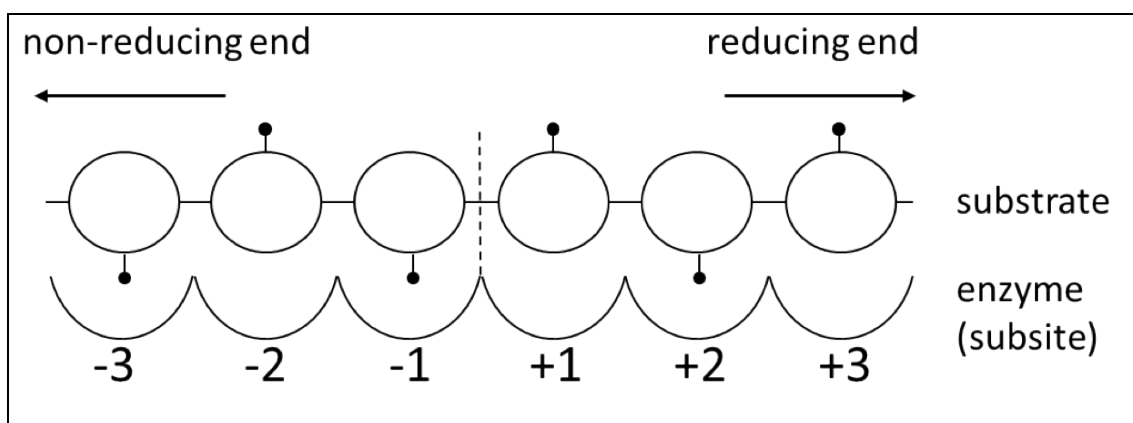 non-reducing end
reducing end
substrate
enzyme
(subsite)
-3 -2 -1 +1 +2 +3